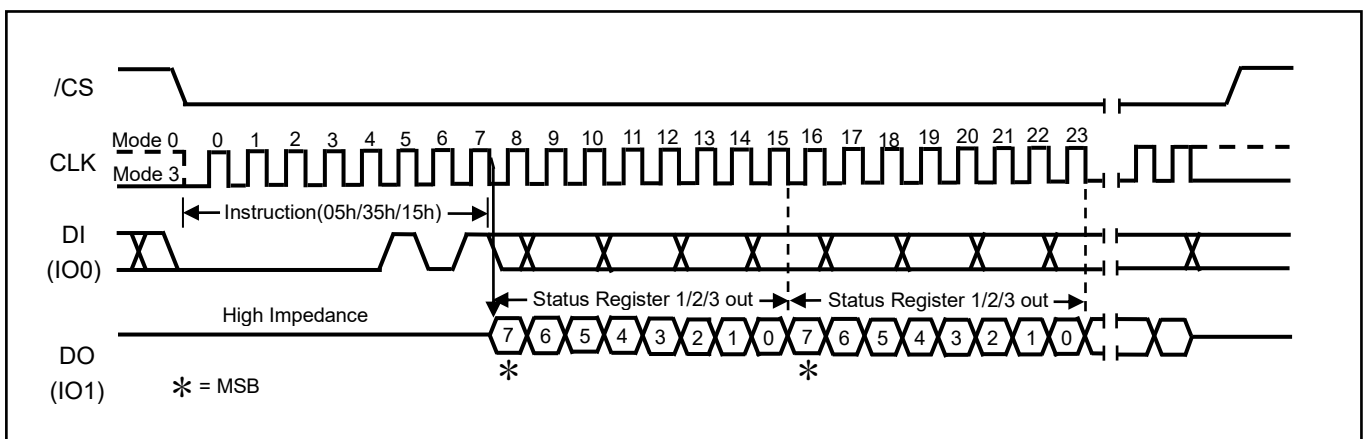 /CS
Mode 0 0 1 2 3 4 5 6 7 8 9 10 11 12 13 14 15 16 17 18 19 20 21 22 23
CLK
Mode 3
Instruction(05h/35h/15h)
DI
(IO0)
Status Register 1/2/3 out Status Register 1/2/3 out
High Impedance
7 6 5 4 3 2 1 0 7 6 5 4 3 2 1 0
DO
* *
(IO1)
* = MSB